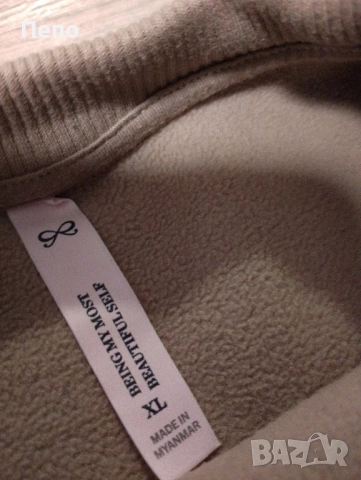 Пепо
BEING MY MOST
BEAUTIFUL SELF
XL
MADE IN
MYANMAR
BAZAR